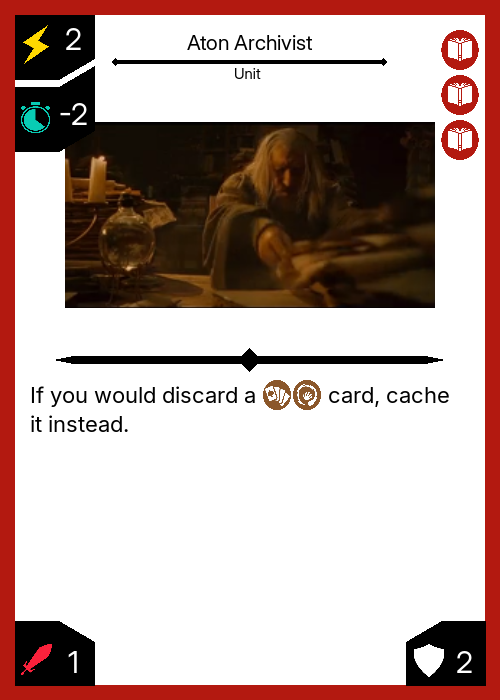 2
Aton Archivist
Unit
-2
If you would discard a card, cache
it instead.
1
2